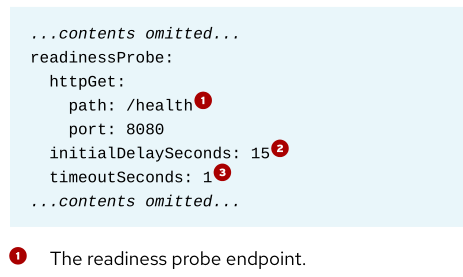 ...contents omitted...
readinessProbe:
  httpGet:
    path: /health 1
    port: 8080
  initialDelaySeconds: 15 2
  timeoutSeconds: 1 3
...contents omitted...
1 The readiness probe endpoint.